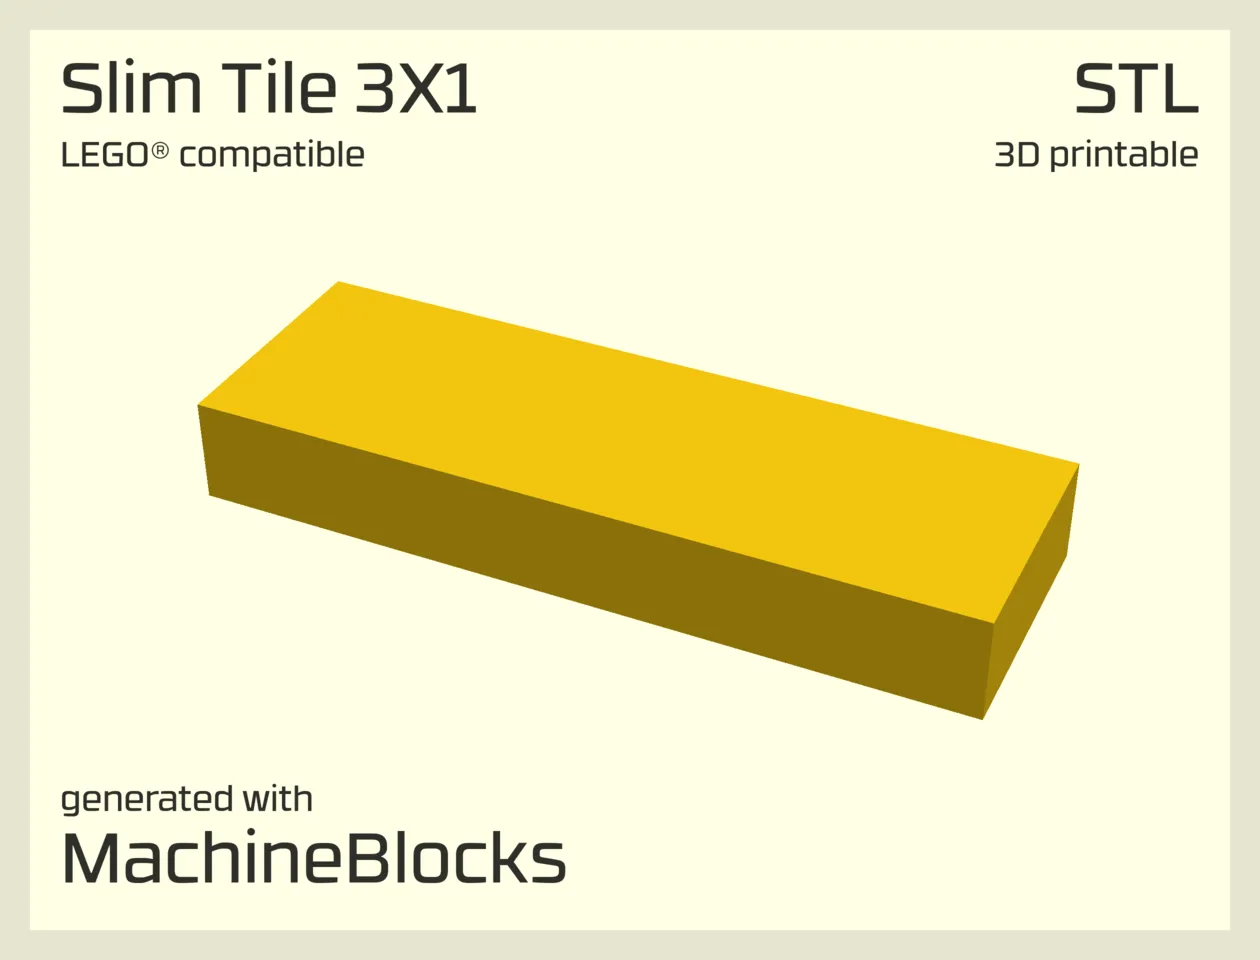 Slim Tile 3X1
STL
LEGO® compatible
3D printable
generated with
MachineBlocks